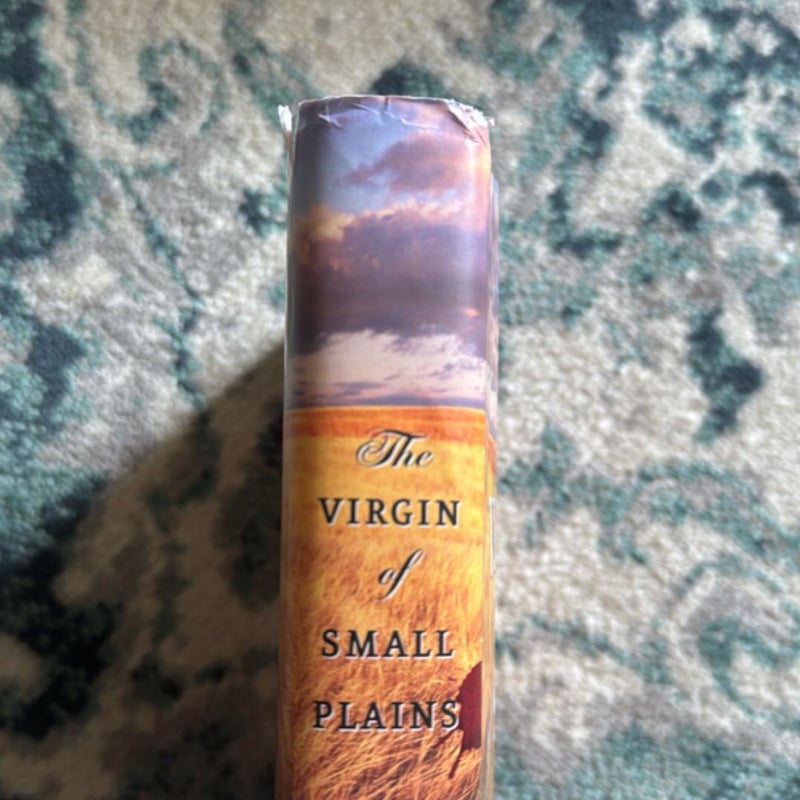 The
VIRGIN
of
SMALL
PLAINS